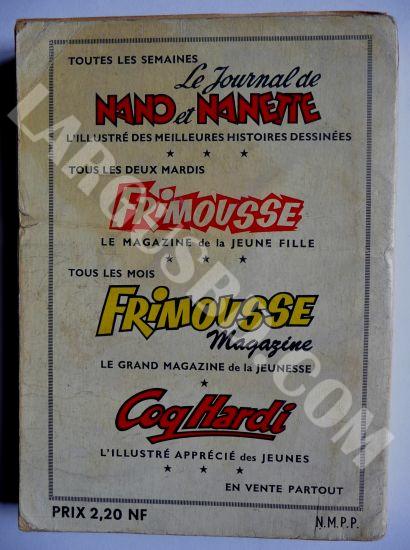 TOUTES LES SEMAINES
Le Journal de
NANO et NANETTE
L'ILLUSTRÉ DES MEILLEURES HISTOIRES DESSINÉES
TOUS LES DEUX MARDIS
FRIMOUSSE
LE MAGAZINE de la JEUNE FILLE
TOUS LES MOIS
FRIMOUSSE
Magazine
LE GRAND MAGAZINE de la JEUNESSE
Coq Hardi
L'ILLUSTRÉ APPRÉCIÉ des JEUNES
EN VENTE PARTOUT
PRIX 2,20 NF
N.M.P.P.
LARGUSBD.COM